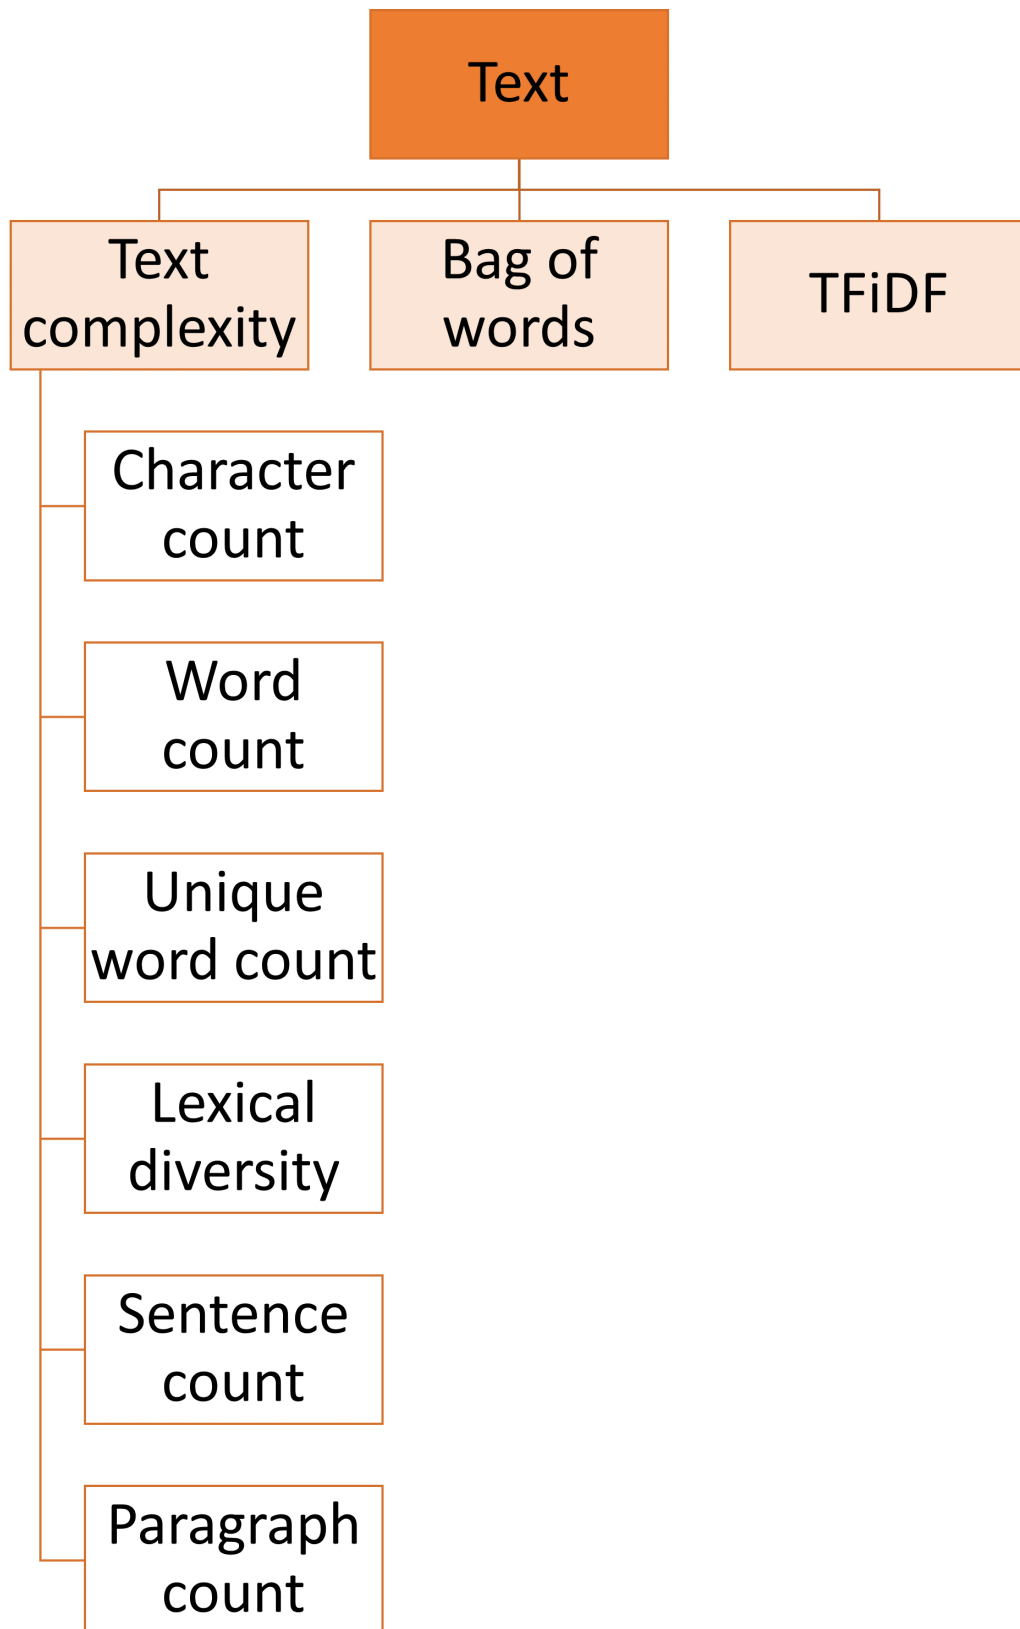 Text
Text
complexity
Bag of
words
TFiDF
Character
count
Word
count
Unique
word count
Lexical
diversity
Sentence
count
Paragraph
count